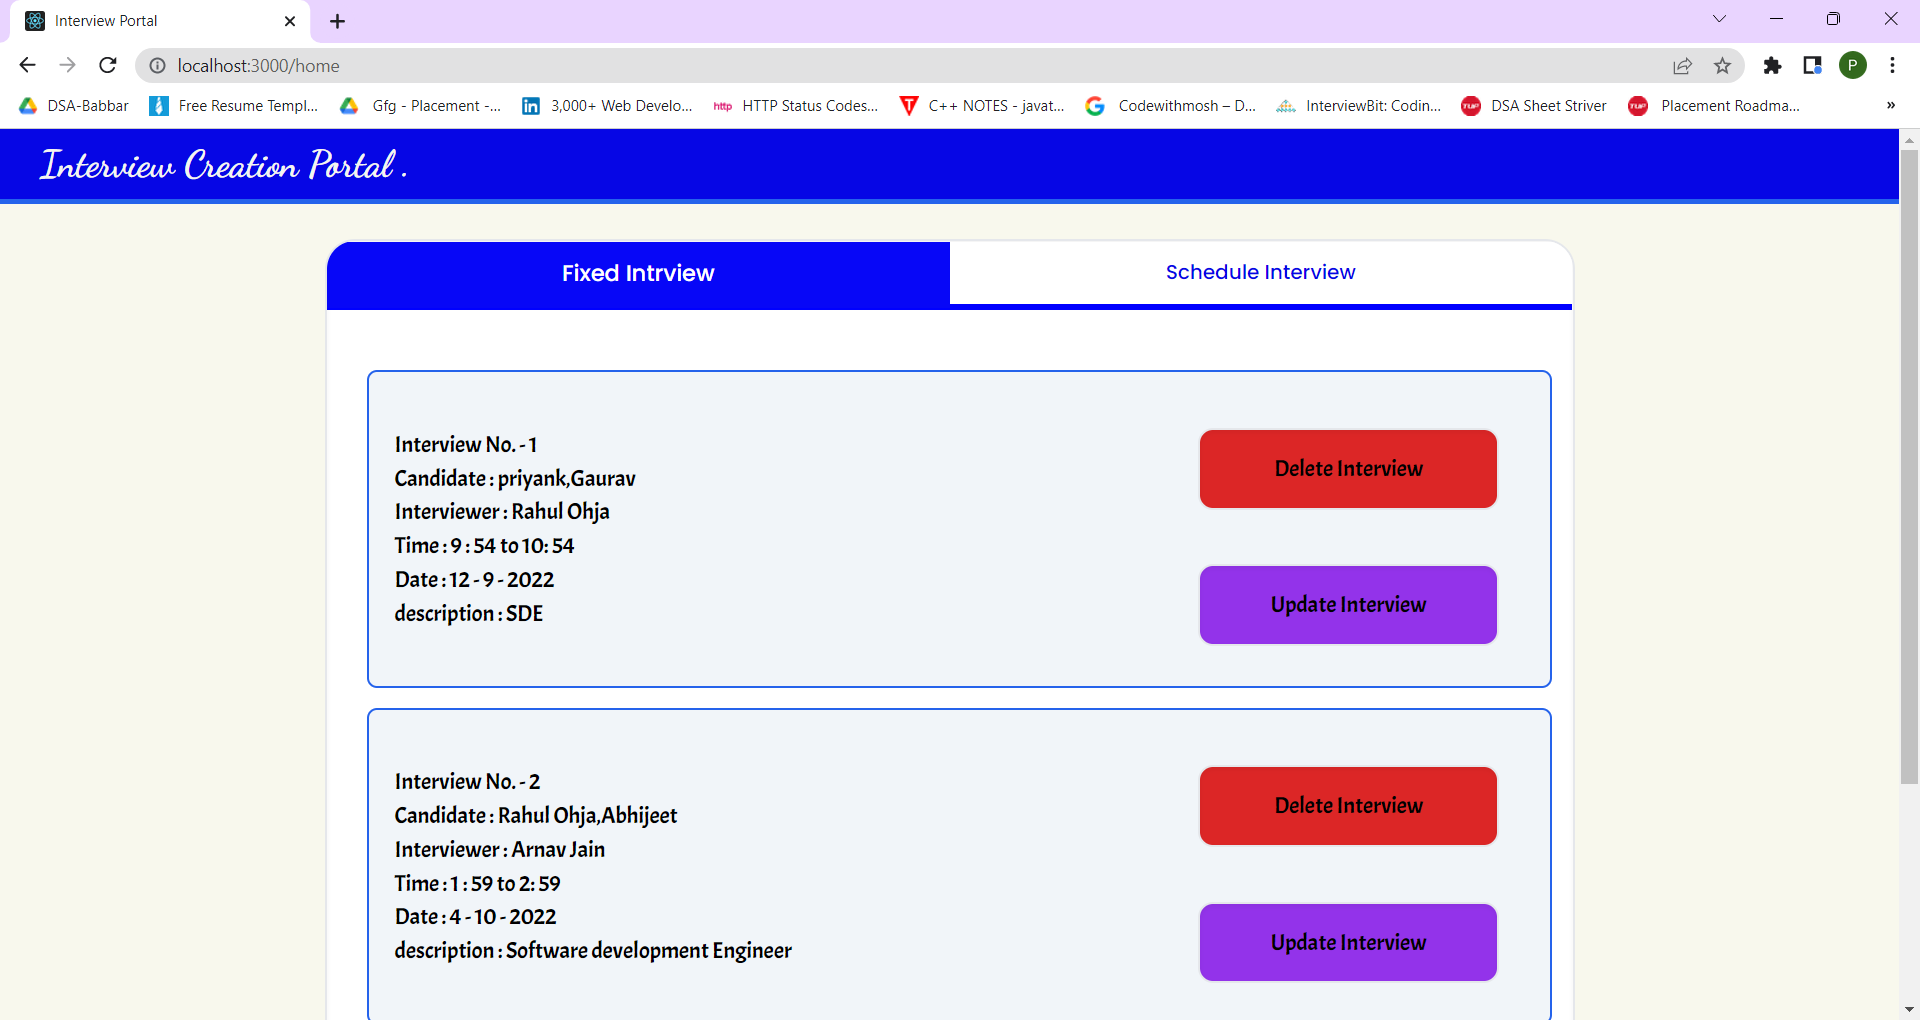 Interview Portal
localhost:3000/home
P
DSA-Babbar
Free Resume Templ...
Gfg - Placement -...
in
3,000+ Web Develo...
http
HTTP Status Codes...
T
C++ NOTES - javat...
G
Codewithmosh – D...
InterviewBit: Codin...
TUF
DSA Sheet Striver
TUF
Placement Roadma...
»
Interview Creation Portal .
Fixed Intrview
Schedule Interview
Interview No. - 1
Candidate : priyank,Gaurav
Interviewer : Rahul Ohja
Time : 9 : 54 to 10: 54
Date : 12 - 9 - 2022
description : SDE
Delete Interview
Update Interview
Interview No. - 2
Candidate : Rahul Ohja,Abhijeet
Interviewer : Arnav Jain
Time : 1 : 59 to 2: 59
Date : 4 - 10 - 2022
description : Software development Engineer
Delete Interview
Update Interview